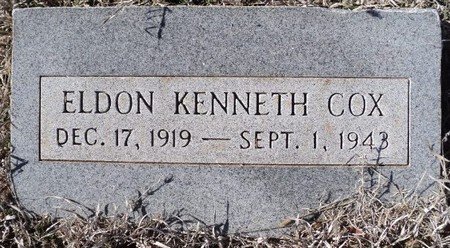 ELDON KENNETH COX
DEC. 17, 1919 — SEPT. 1, 1943